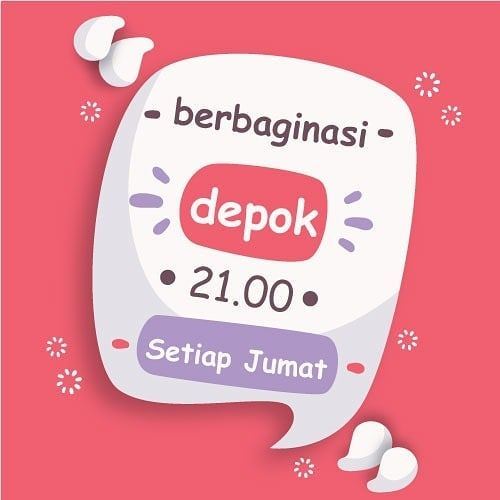 - berbaginasi -
depok
• 21.00 •
Setiap Jumat